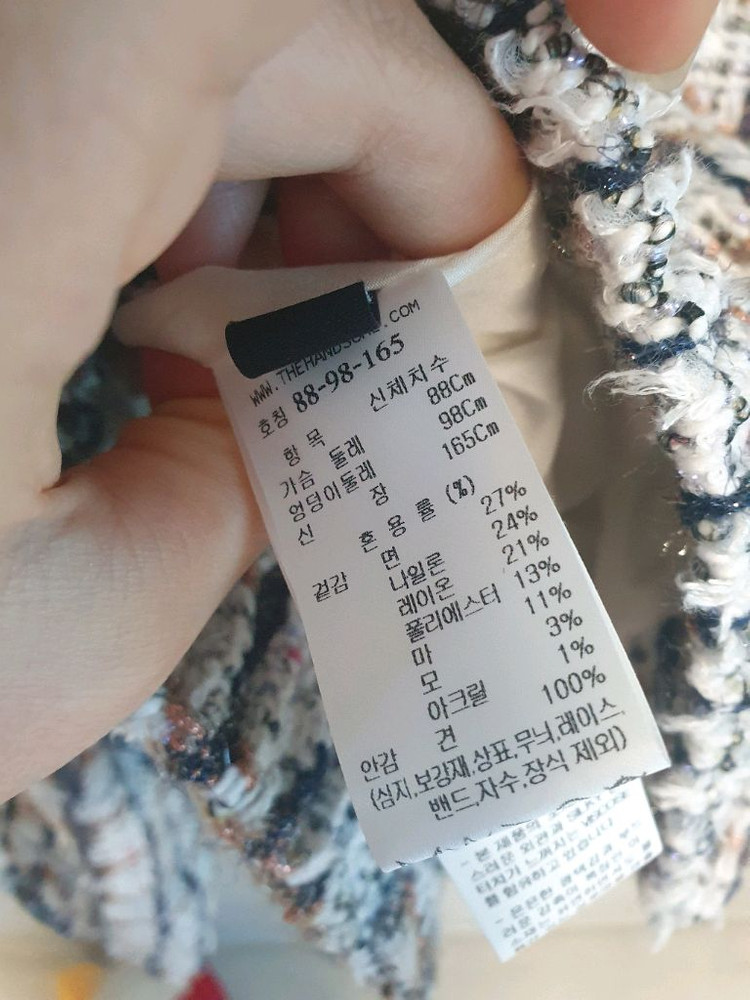 WWW.THEHANDSOME.COM
호칭 88-98-165
항 목 신체치수
가슴 둘레 88Cm
엉덩이둘레 98Cm
신 장 165Cm
혼 용 률 (%)
겉감 면 27%
나일론 24%
레이온 21%
폴리에스터 13%
마 11%
모 3%
아크릴 1%
안감 견 100%
(심지,보강재,상표,무늬,레이스,
밴드,자수,장식 제외)